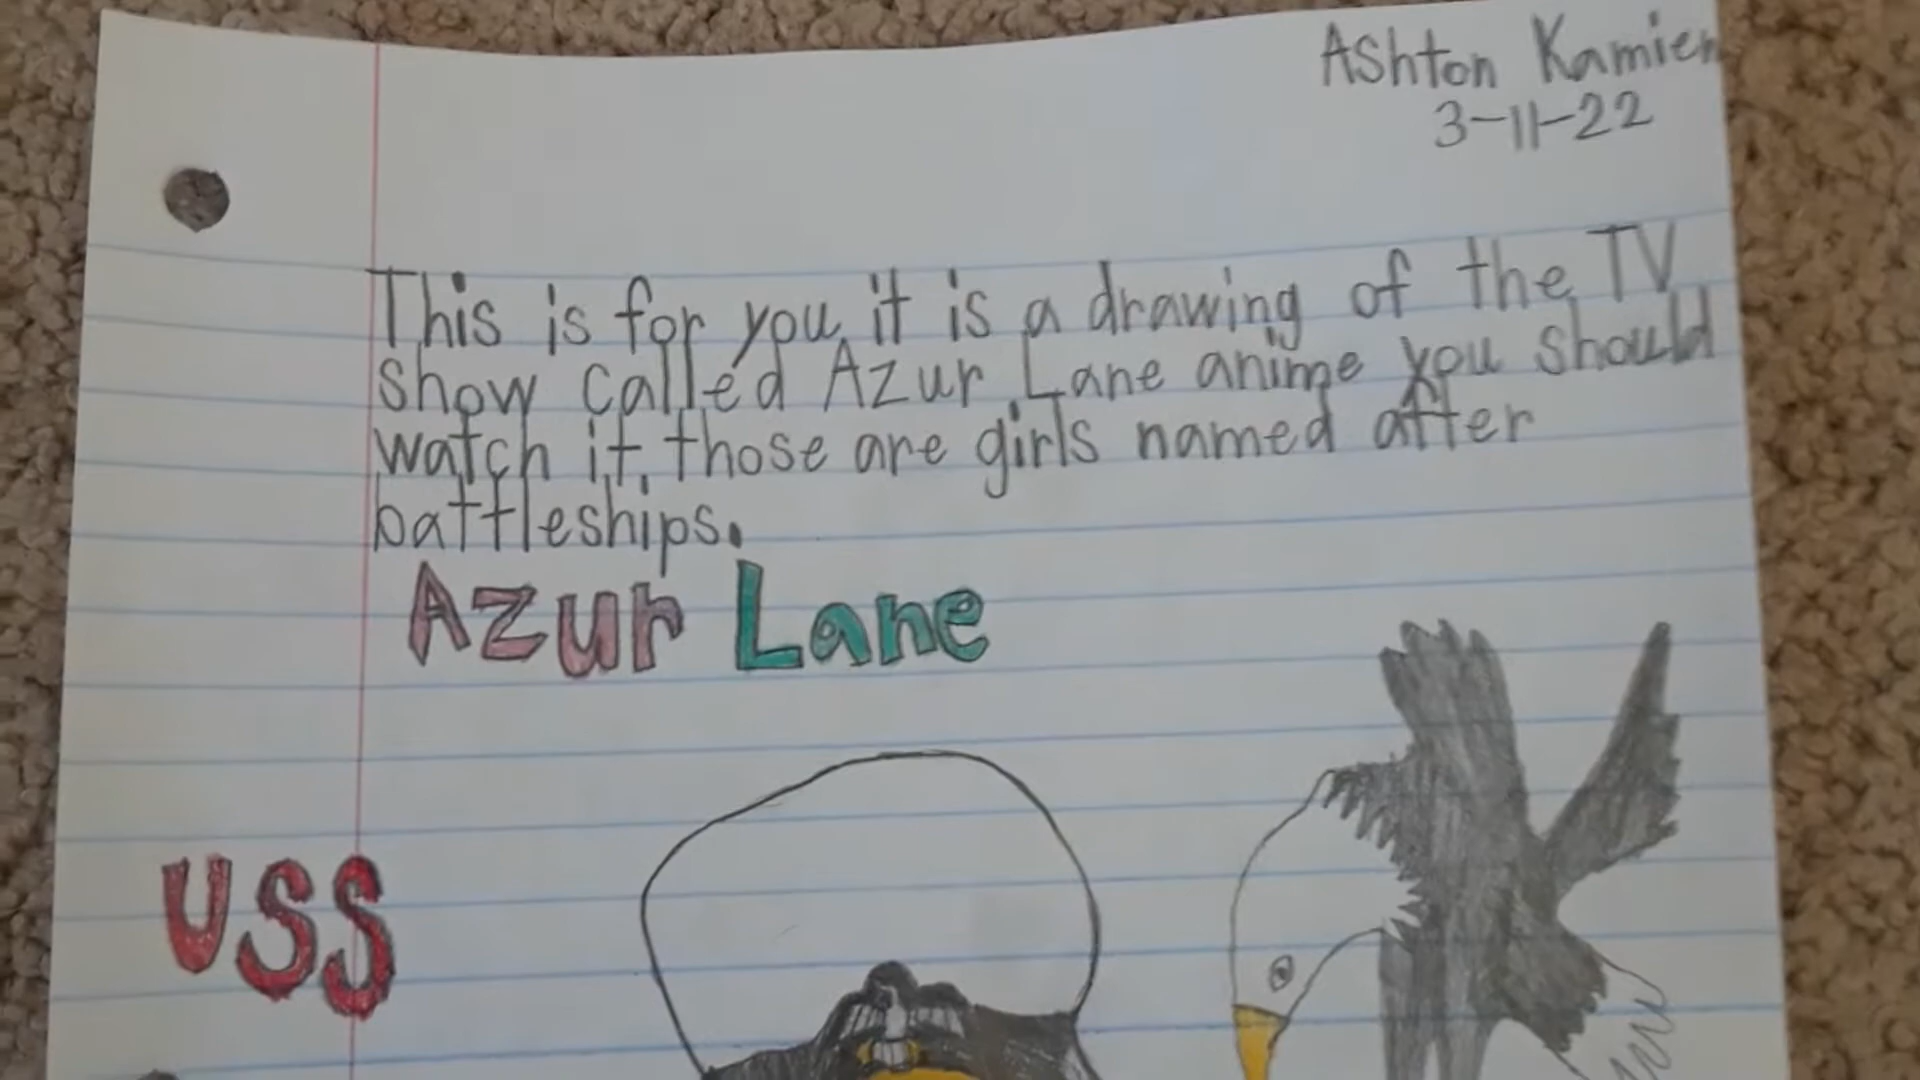 Ashton Kamien
3-11-22
This is for you, it is a drawing of the TV
show called Azur Lane anime you should
watch it, those are girls named after
battleships.
Azur Lane
USS